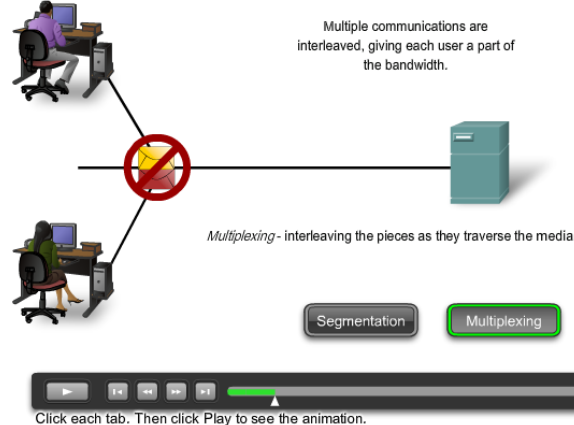 Multiple communications are
interleaved, giving each user a part of
the bandwidth.
Multiplexing - interleaving the pieces as they traverse the media
Segmentation
Multiplexing
Click each tab. Then click Play to see the animation.